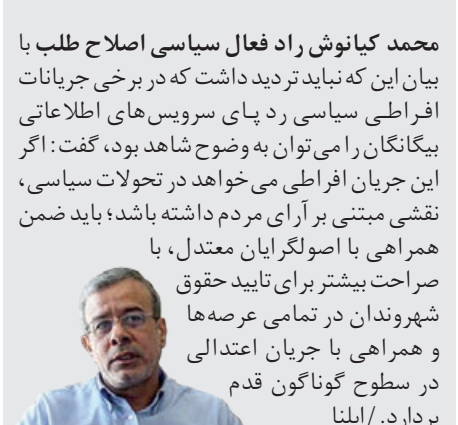 محمد کیانوش راد فعال سیاسی اصلاح طلب با
بیان این که نباید تردید داشت که در برخی جریانات
افراطی سیاسی رد پای سرویس‌های اطلاعاتی
بیگانگان را می‌توان به وضوح شاهد بود، گفت: اگر
این جریان افراطی می‌خواهد در تحولات سیاسی،
نقشی مبتنی بر آرای مردم داشته باشد؛ باید ضمن
همراهی با اصولگرایان معتدل، با
صراحت بیشتر برای تایید حقوق
شهروندان در تمامی عرصه‌ها
و همراهی با جریان اعتدالی
در سطوح گوناگون قدم
بردارد./ایلنا